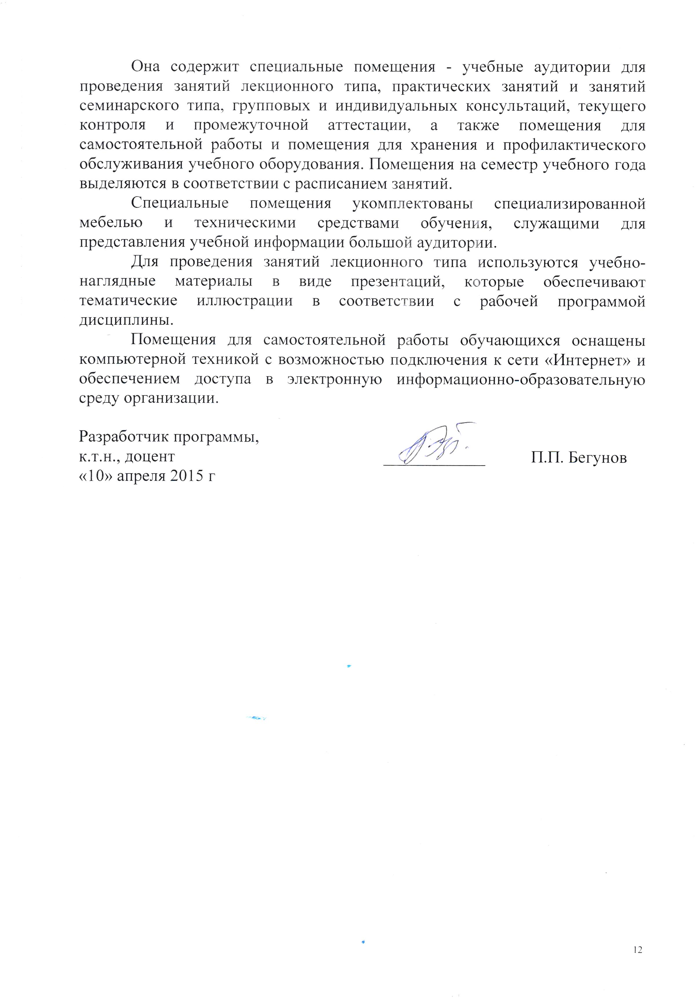 Она содержит специальные помещения - учебные аудитории для
проведения занятий лекционного типа, практических занятий и занятий
семинарского типа, групповых и индивидуальных консультаций, текущего
контроля и промежуточной аттестации, а также помещения для
самостоятельной работы и помещения для хранения и профилактического
обслуживания учебного оборудования. Помещения на семестр учебного года
выделяются в соответствии с расписанием занятий.
Специальные помещения укомплектованы специализированной
мебелью и техническими средствами обучения, служащими для
представления учебной информации большой аудитории.
Для проведения занятий лекционного типа используются учебно-
наглядные материалы в виде презентаций, которые обеспечивают
тематические иллюстрации в соответствии с рабочей программой
дисциплины.
Помещения для самостоятельной работы обучающихся оснащены
компьютерной техникой с возможностью подключения к сети «Интернет» и
обеспечением доступа в электронную информационно-образовательную
среду организации.
Разработчик программы,
к.т.н., доцент П.П. Бегунов
«10» апреля 2015 г
12